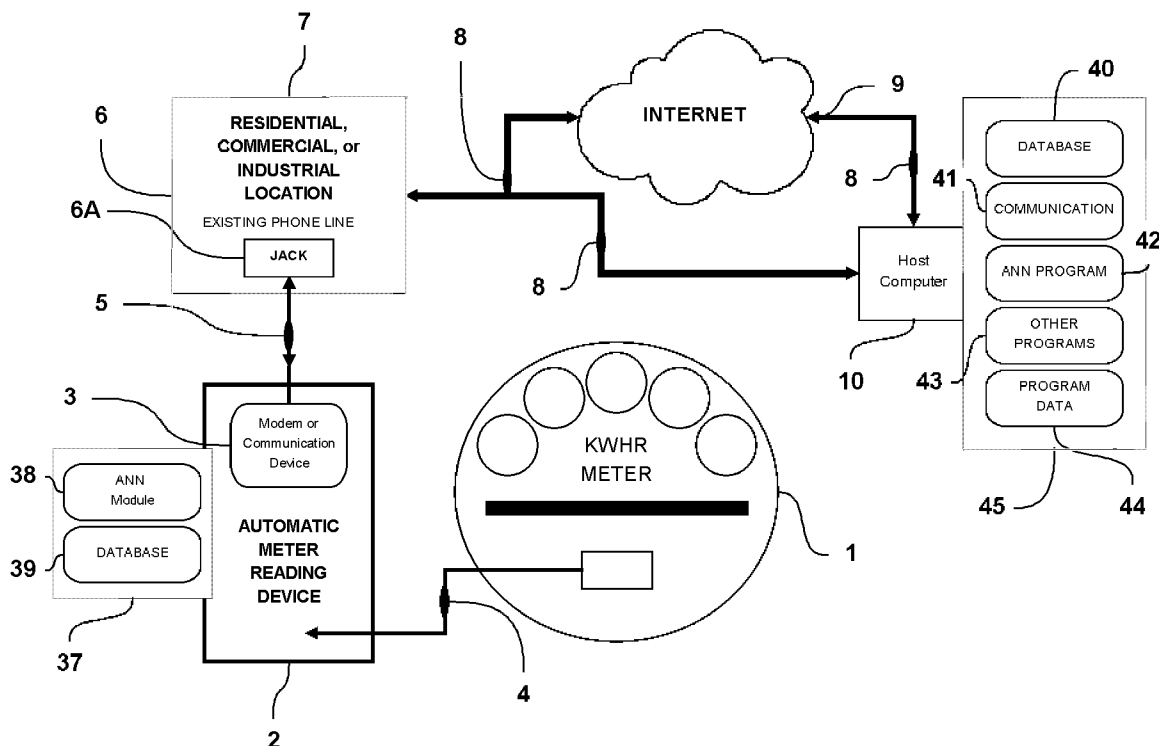 7
8
40
6
RESIDENTIAL,
COMMERCIAL, or
INDUSTRIAL
LOCATION
INTERNET
9
DATABASE
8
41
COMMUNICATION
6A
EXISTING PHONE LINE
JACK
42
ANN PROGRAM
Host
Computer
8
5
OTHER
PROGRAMS
10
43
3
Modem or
Communication
Device
KWHR
METER
PROGRAM
DATA
38
ANN
Module
45
44
AUTOMATIC
METER
READING
DEVICE
39
DATABASE
1
37
4
2